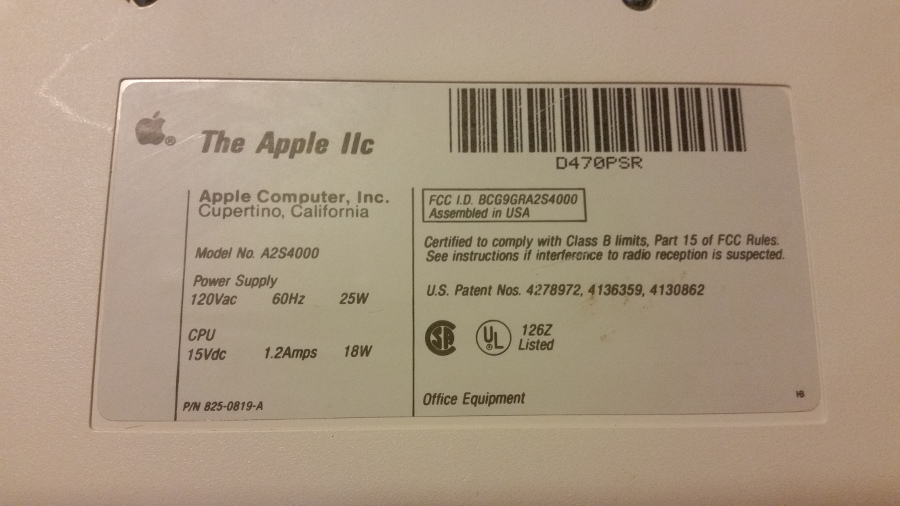 The Apple IIc
D470PSR
Apple Computer, Inc.
Cupertino, California
Model No. A2S4000
Power Supply
120Vac 60Hz 25W
CPU
15Vdc 1.2Amps 18W
P/N 825-0819-A
FCC I.D. BCG9GRA2S4000
Assembled in USA
Certified to comply with Class B limits, Part 15 of FCC Rules.
See instructions if interference to radio reception is suspected.
U.S. Patent Nos. 4278972, 4136359, 4130862
SA UL ® 126Z
Listed
Office Equipment